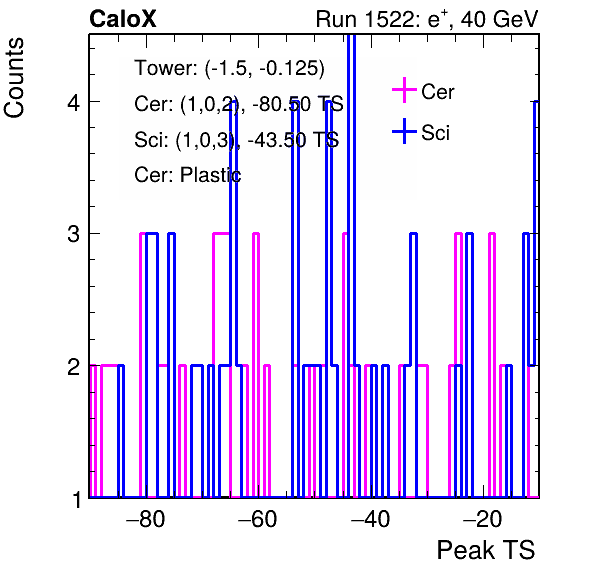 CaloX
Run 1522: e+, 40 GeV
Counts
Tower: (-1.5, -0.125)
Cer: (1,0,2), -80.50 TS
Sci: (1,0,3), -43.50 TS
Cer: Plastic
Cer
Sci
4
3
2
1
−80
−60
−40
−20
Peak TS